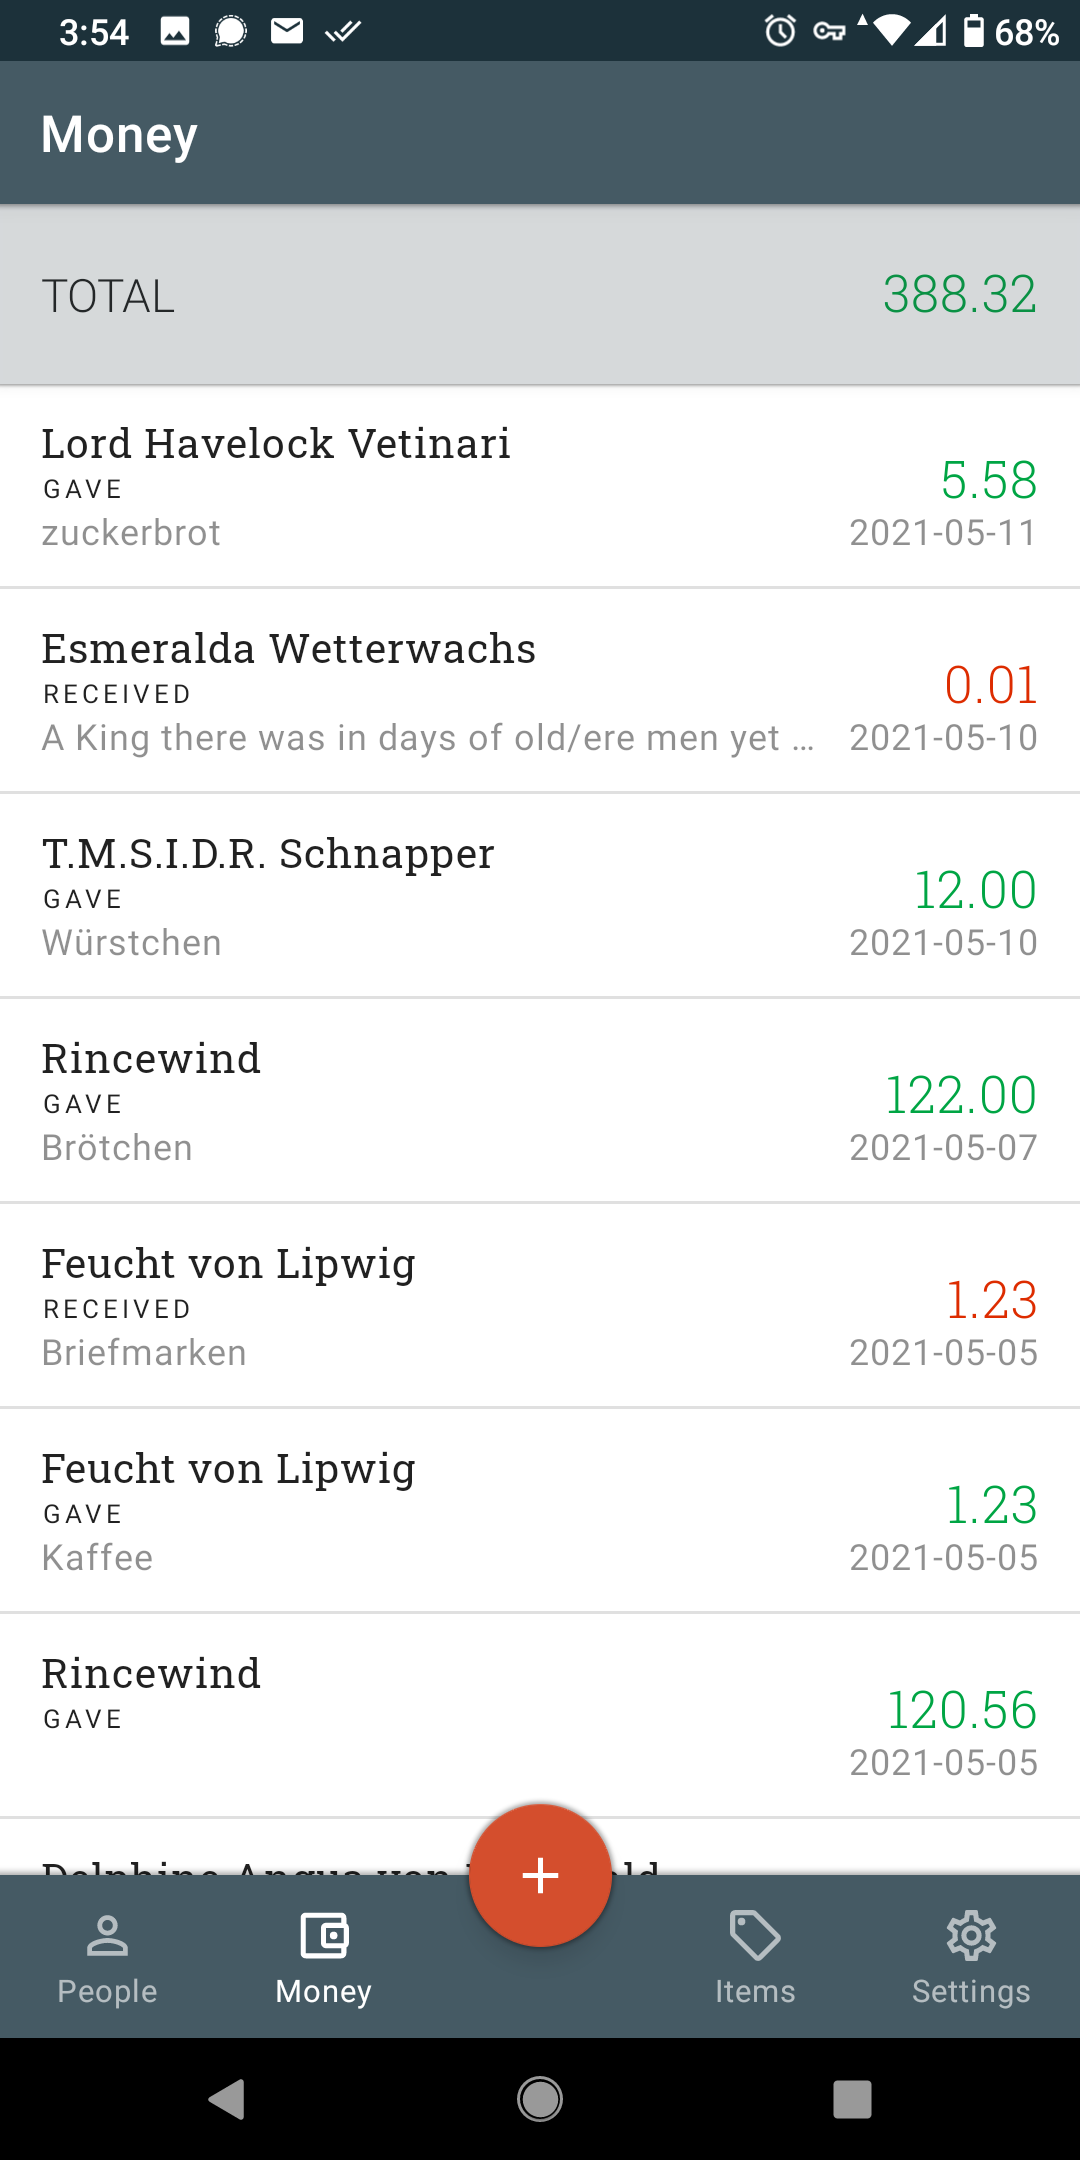 3:54 68%
Money
TOTAL 388.32
Lord Havelock Vetinari
GAVE 5.58
zuckerbrot 2021-05-11
Esmeralda Wetterwachs
RECEIVED 0.01
A King there was in days of old/ere men yet ... 2021-05-10
T.M.S.I.D.R. Schnapper
GAVE 12.00
Würstchen 2021-05-10
Rincewind
GAVE 122.00
Brötchen 2021-05-07
Feucht von Lipwig
RECEIVED 1.23
Briefmarken 2021-05-05
Feucht von Lipwig
GAVE 1.23
Kaffee 2021-05-05
Rincewind
GAVE 120.56
2021-05-05
Delphine Angua von
People Money Items Settings